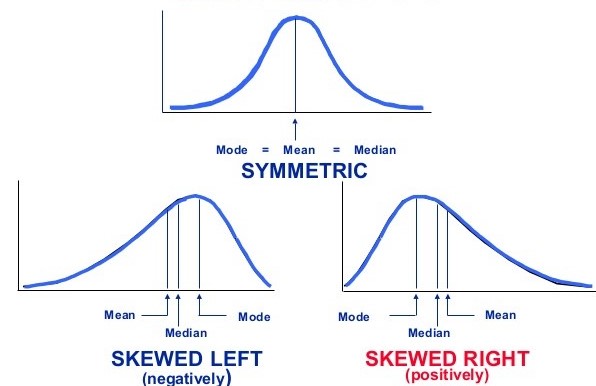 Mode = Mean = Median
SYMMETRIC
Mean
Mode
Median
SKEWED LEFT
(negatively)
Mode
Mean
Median
SKEWED RIGHT
(positively)